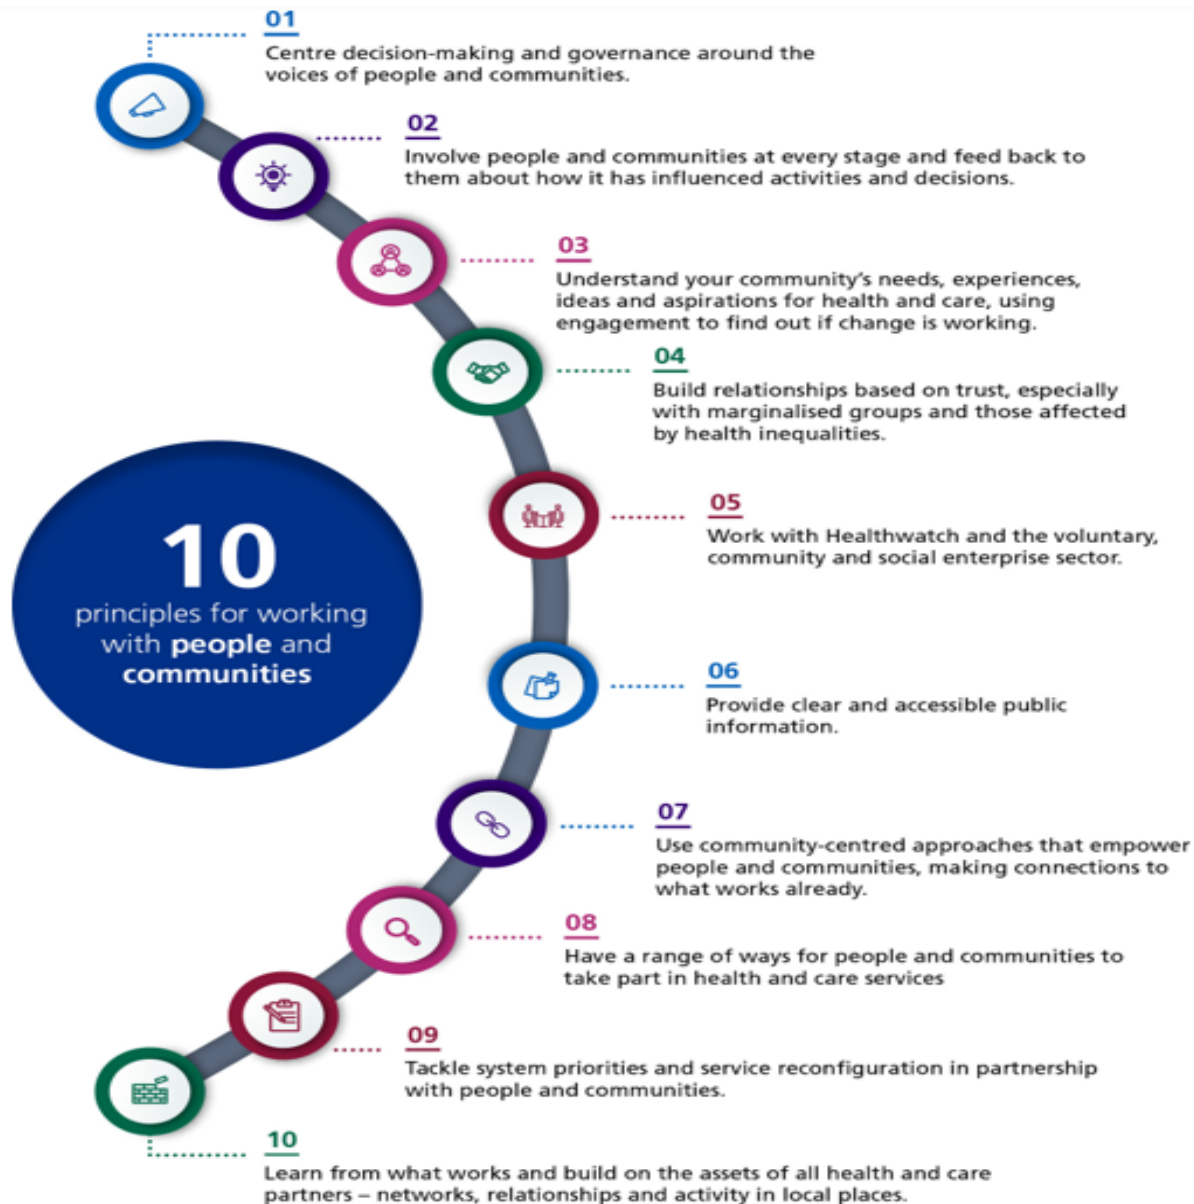 01
Centre decision-making and governance around the
voices of people and communities.
02
Involve people and communities at every stage and feed back to
them about how it has influenced activities and decisions.
03
Understand your community’s needs, experiences,
ideas and aspirations for health and care, using
engagement to find out if change is working.
04
Build relationships based on trust, especially
with marginalised groups and those affected
by health inequalities.
05
Work with Healthwatch and the voluntary,
community and social enterprise sector.
10
principles for working
with people and
communities
06
Provide clear and accessible public
information.
07
Use community-centred approaches that empower
people and communities, making connections to
what works already.
08
Have a range of ways for people and communities to
take part in health and care services
09
Tackle system priorities and service reconfiguration in partnership
with people and communities.
10
Learn from what works and build on the assets of all health and care
partners – networks, relationships and activity in local places.